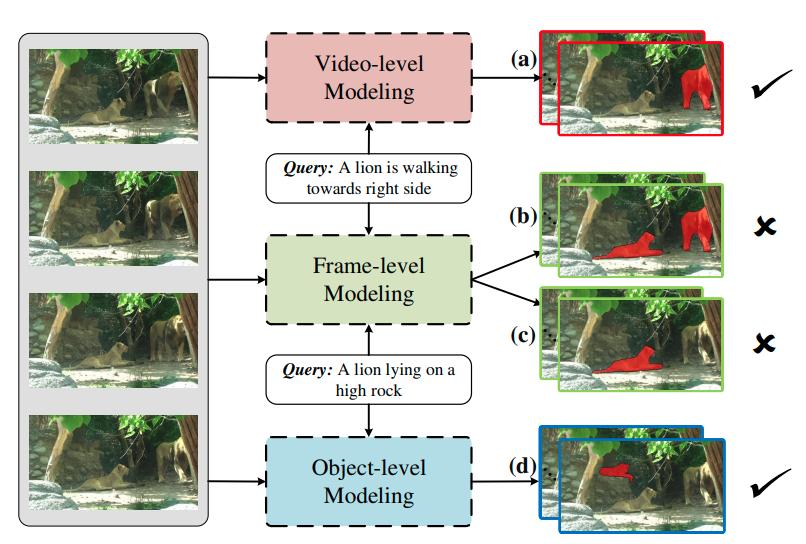 Video-level
Modeling
(a)
Query: A lion is walking
towards right side
(b)
Frame-level
Modeling
(c)
Query: A lion lying on a
high rock
Object-level
Modeling
(d)